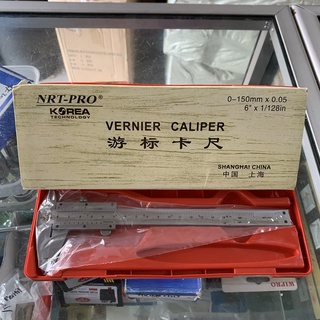 NRT-PRO®
KOREA
TECHNOLOGY
0-150mm x 0.05
6" x 1/128in
VERNIER CALIPER
游标卡尺
SHANGHAI CHINA
中国 上海
WIPRO